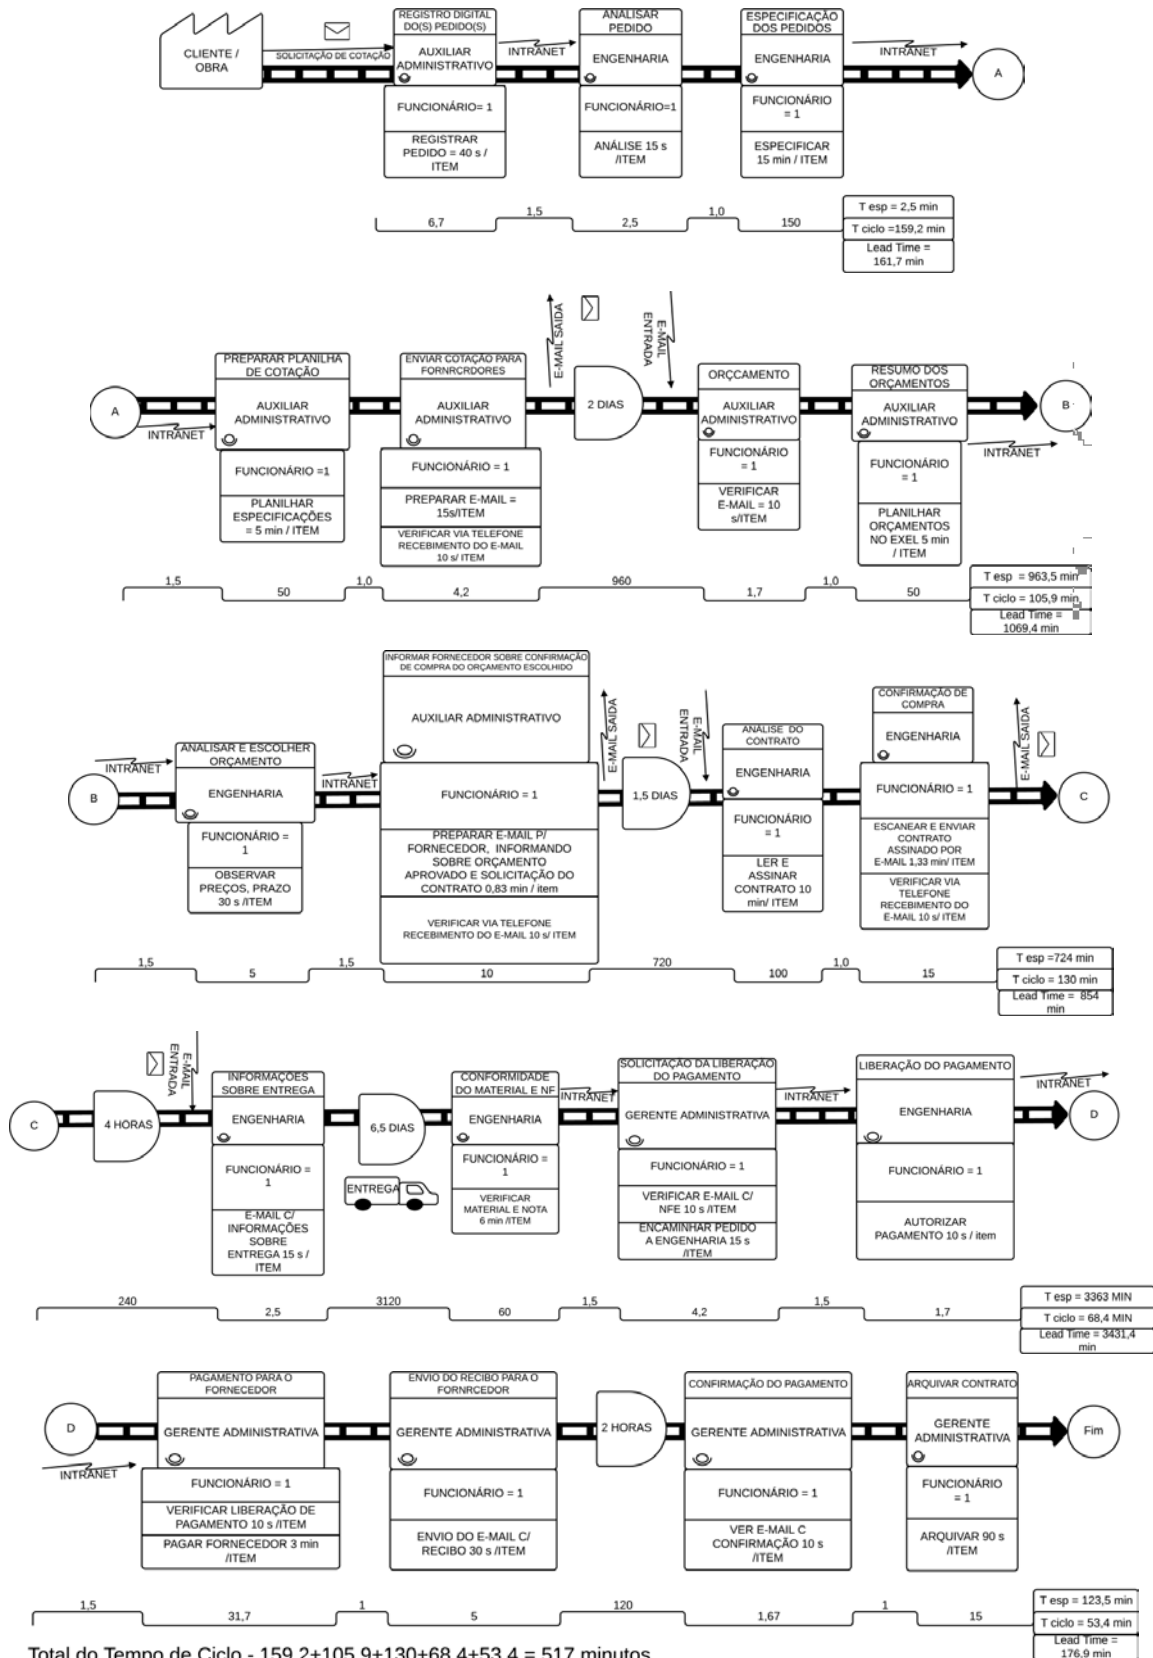 CLIENTE /
OBRA
SOLICITAÇÃO DE COTAÇÃO
REGISTRO DIGITAL
DO(S) PEDIDO(S)
AUXILIAR
ADMINISTRATIVO
FUNCIONÁRIO= 1
REGISTRAR
PEDIDO = 40 s /
ITEM
INTRANET
ANALISAR
PEDIDO
ENGENHARIA
FUNCIONÁRIO=1
ANÁLISE 15 s
/ITEM
ESPECIFICAÇÃO
DOS PEDIDOS
ENGENHARIA
FUNCIONÁRIO
= 1
ESPECIFICAR
15 min / ITEM
INTRANET
A
6,7
1,5
2,5
1,0
150
T esp = 2,5 min
T ciclo =159,2 min
Lead Time =
161,7 min
A
INTRANET
PREPARAR PLANILHA
DE COTAÇÃO
AUXILIAR
ADMINISTRATIVO
FUNCIONÁRIO =1
PLANILHAR
ESPECIFICAÇÕES
= 5 min / ITEM
ENVIAR COTAÇÃO PARA
FORNRCRDORES
AUXILIAR
ADMINISTRATIVO
FUNCIONÁRIO = 1
PREPARAR E-MAIL =
15s/ITEM
VERIFICAR VIA TELEFONE
RECEBIMENTO DO E-MAIL
10 s/ ITEM
E-MAIL SAIDA
2 DIAS
E-MAIL
ENTRADA
ORÇCAMENTO
AUXILIAR
ADMINISTRATIVO
FUNCIONÁRIO
= 1
VERIFICAR
E-MAIL = 10
s/ITEM
RESUMO DOS
ORÇAMENTOS
AUXILIAR
ADMINISTRATIVO
FUNCIONÁRIO
= 1
PLANILHAR
ORÇAMENTOS
NO EXEL 5 min
/ ITEM
INTRANET
B
1,5
50
1,0
4,2
960
1,7
1,0
50
T esp = 963,5 min
T ciclo = 105,9 min
Lead Time =
1069,4 min
B
INTRANET
ANALISAR E ESCOLHER
ORÇAMENTO
ENGENHARIA
FUNCIONÁRIO =
1
OBSERVAR
PREÇOS, PRAZO
30 s /ITEM
INTRANET
INFORMAR FORNECEDOR SOBRE CONFIRMAÇÃO
DE COMPRA DO ORÇAMENTO ESCOLHIDO
AUXILIAR ADMINISTRATIVO
FUNCIONÁRIO = 1
PREPARAR E-MAIL P/
FORNECEDOR, INFORMANDO
SOBRE ORÇAMENTO
APROVADO E SOLICITAÇÃO DO
CONTRATO 0,83 min / item
VERIFICAR VIA TELEFONE
RECEBIMENTO DO E-MAIL 10 s/ ITEM
E-MAIL SAIDA
1,5 DIAS
E-MAIL
ENTRADA
ANÁLISE DO
CONTRATO
ENGENHARIA
FUNCIONÁRIO
= 1
LER E
ASSINAR
CONTRATO 10
min/ ITEM
CONFIRMAÇÃO DE
COMPRA
ENGENHARIA
FUNCIONÁRIO = 1
ESCANEAR E ENVIAR
CONTRATO
ASSINADO POR
E-MAIL 1,33 min/ ITEM
VERIFICAR VIA
TELEFONE
RECEBIMENTO DO
E-MAIL 10 s/ ITEM
E-MAIL SAIDA
C
1,5
5
1,5
10
720
100
1,0
15
T esp =724 min
T ciclo = 130 min
Lead Time = 854
min
C
4 HORAS
E-MAIL
ENTRADA
INFORMAÇÕES
SOBRE ENTREGA
ENGENHARIA
FUNCIONÁRIO =
1
E-MAIL C/
INFORMAÇÕES
SOBRE
ENTREGA 15 s /
ITEM
6,5 DIAS
ENTREGA
CONFORMIDADE
DO MATERIAL E NF
ENGENHARIA
FUNCIONÁRIO =
1
VERIFICAR
MATERIAL E NOTA
6 min /ITEM
INTRANET
SOLICITAÇÃO DA LIBERAÇÃO
DO PAGAMENTO
GERENTE ADMINISTRATIVA
FUNCIONÁRIO = 1
VERIFICAR E-MAIL C/
NFE 10 s /ITEM
ENCAMINHAR PEDIDO
A ENGENHARIA 15 s
/ITEM
INTRANET
LIBERAÇÃO DO PAGAMENTO
ENGENHARIA
FUNCIONÁRIO = 1
AUTORIZAR
PAGAMENTO 10 s / item
INTRANET
D
240
2,5
3120
60
1,5
4,2
1,5
1,7
T esp = 3363 MIN
T ciclo = 68,4 MIN
Lead Time = 3431,4
min
D
INTRANET
PAGAMENTO PARA O
FORNECEDOR
GERENTE ADMINISTRATIVA
FUNCIONÁRIO = 1
VERIFICAR LIBERAÇÃO DE
PAGAMENTO 10 s /ITEM
PAGAR FORNECEDOR 3 min
/ITEM
ENVIO DO RECIBO PARA O
FORNRCEDOR
GERENTE ADMINISTRATIVA
FUNCIONÁRIO = 1
ENVIO DO E-MAIL C/
RECIBO 30 s /ITEM
2 HORAS
CONFIRMAÇÃO DO PAGAMENTO
GERENTE ADMINISTRATIVA
FUNCIONÁRIO = 1
VER E-MAIL C
CONFIRMAÇÃO 10 s
/ITEM
ARQUIVAR CONTRATO
GERENTE
ADMINISTRATIVA
FUNCIONÁRIO
= 1
ARQUIVAR 90 s
/ITEM
Fim
1,5
31,7
1
5
120
1,67
1
15
T esp = 123,5 min
T ciclo = 53,4 min
Lead Time =
176,9 min
Total do Tempo de Ciclo - 159,2+105,9+130+68,4+53,4 = 517 minutos